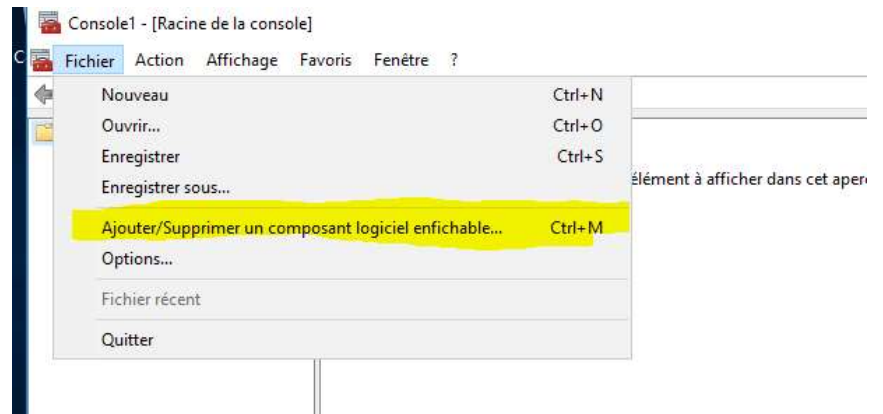 Console1 - [Racine de la console]
C
Fichier Action Affichage Favoris Fenêtre ?
Nouveau Ctrl+N
Ouvrir... Ctrl+O
Enregistrer Ctrl+S
Enregistrer sous...
élément à afficher dans cet aper
Ajouter/Supprimer un composant logiciel enfichable... Ctrl+M
Options...
Fichier récent
Quitter